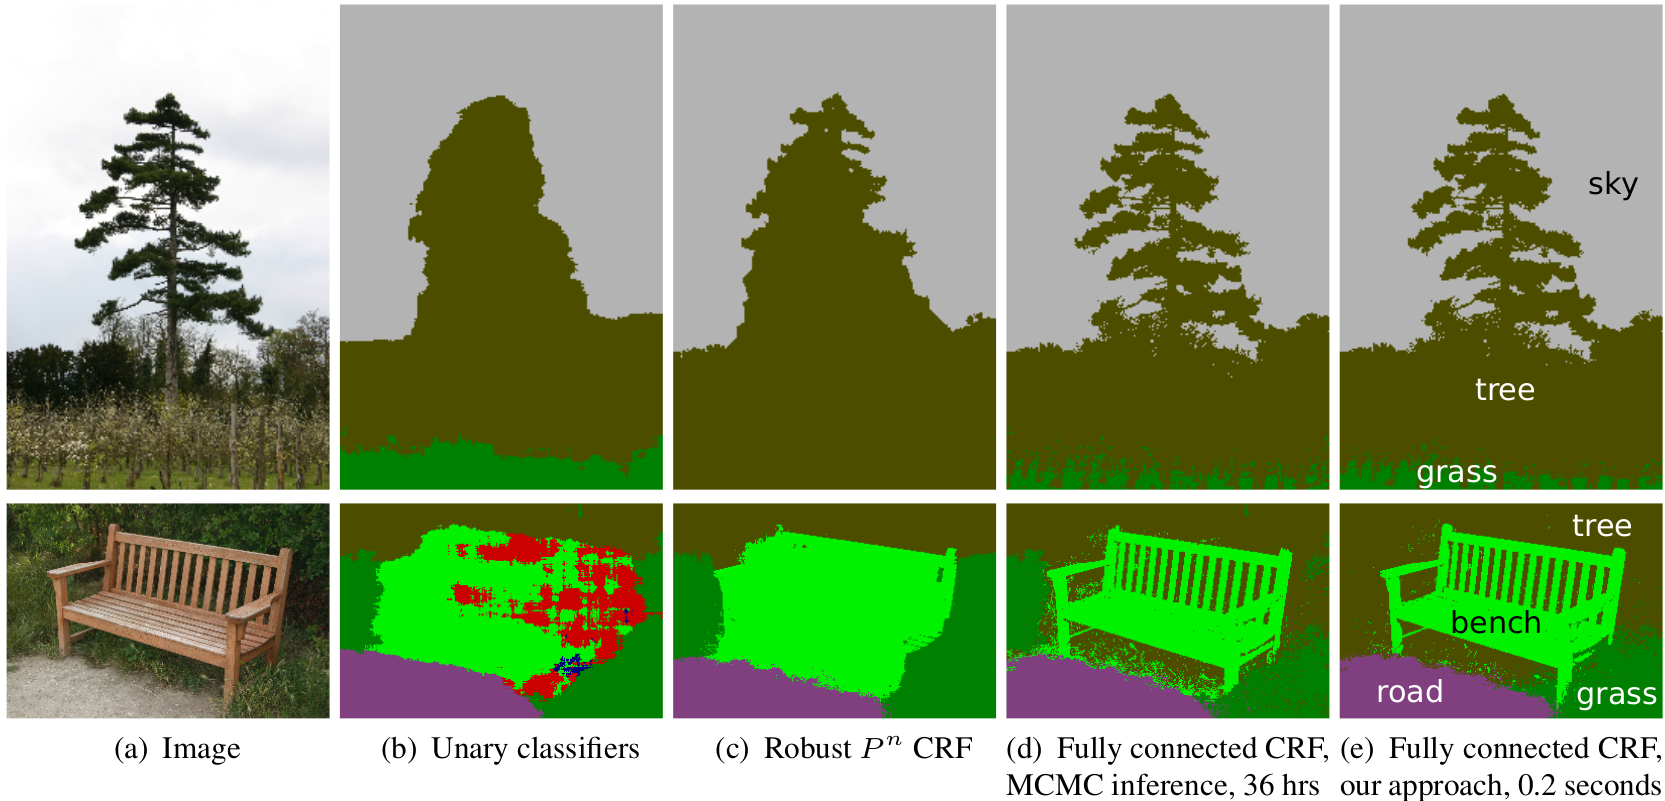 sky
tree
grass
tree
bench
road
grass
(a) Image
(b) Unary classifiers
(c) Robust Pⁿ CRF
(d) Fully connected CRF,
MCMC inference, 36 hrs
(e) Fully connected CRF,
our approach, 0.2 seconds